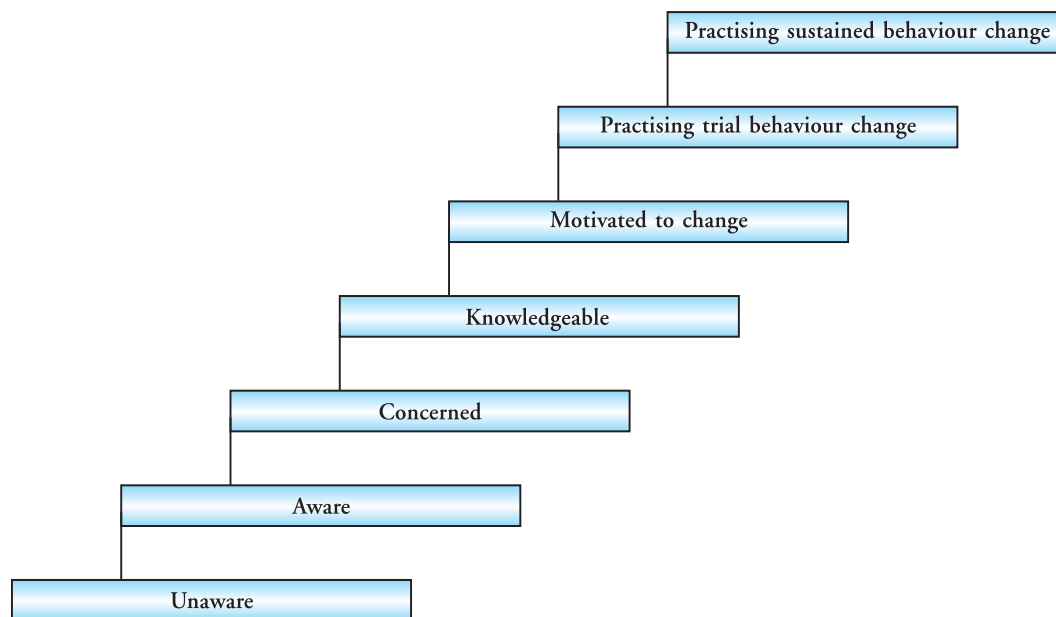 Practising sustained behaviour change
Practising trial behaviour change
Motivated to change
Knowledgeable
Concerned
Aware
Unaware